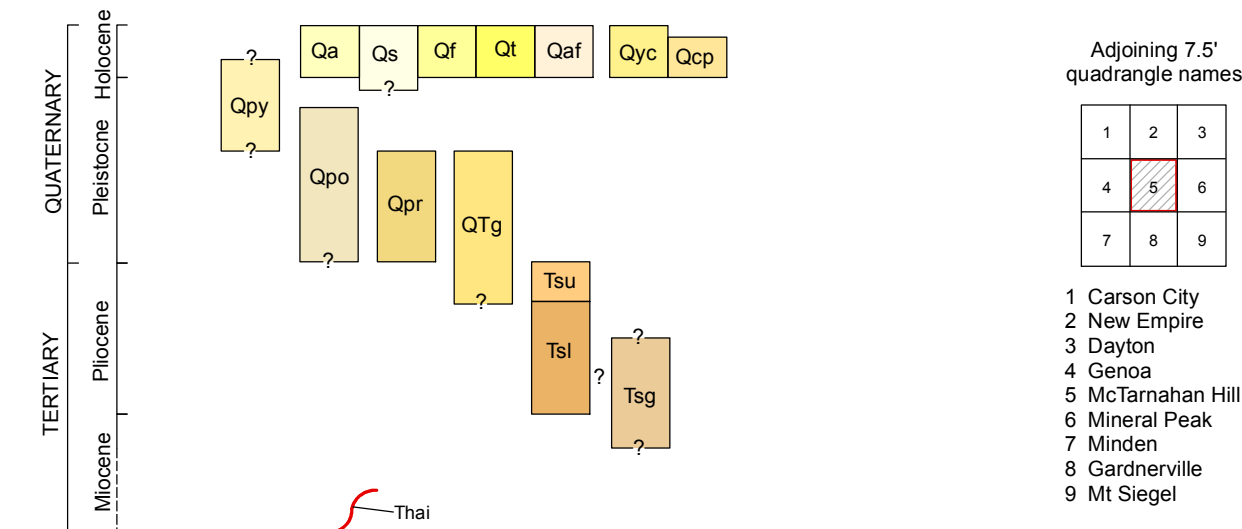 QUATERNARY
TERTIARY
Holocene
Pleistocne
Pliocene
Miocene
?
Qpy
?
Qa
Qs
?
Qf
Qt
Qaf
Qyc
Qcp
Qpo
?
Qpr
QTg
?
Tsu
Tsl
?
?
Tsg
?
Thai
Adjoining 7.5'
quadrangle names
1 2 3
4 5 6
7 8 9
1 Carson City
2 New Empire
3 Dayton
4 Genoa
5 McTarnahan Hill
6 Mineral Peak
7 Minden
8 Gardnerville
9 Mt Siegel